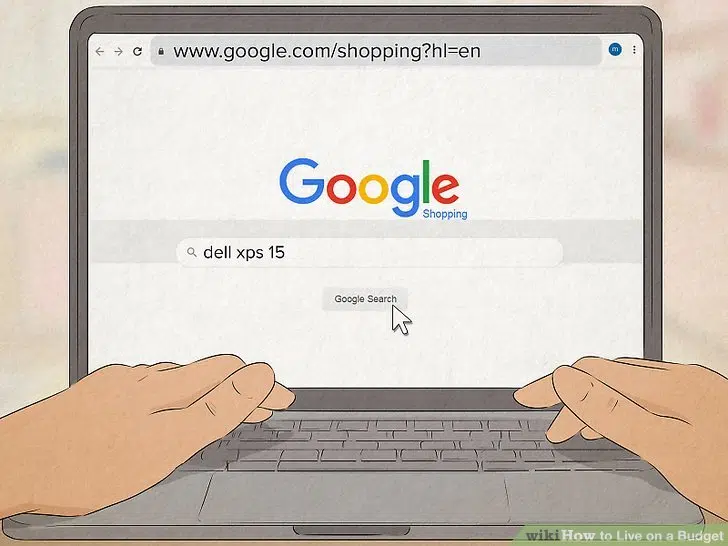 www.google.com/shopping?hl=en
m
Google
Shopping
dell xps 15
Google Search
wikiHow to Live on a Budget